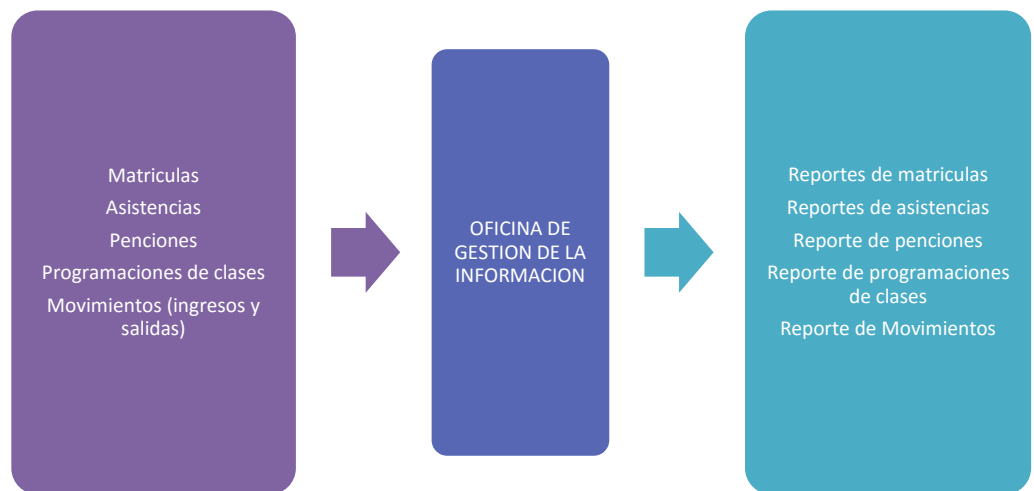 Matriculas
Asistencias
Penciones
Programaciones de clases
Movimientos (ingresos y
salidas)
OFICINA DE
GESTION DE LA
INFORMACION
Reportes de matriculas
Reportes de asistencias
Reporte de penciones
Reporte de programaciones
de clases
Reporte de Movimientos